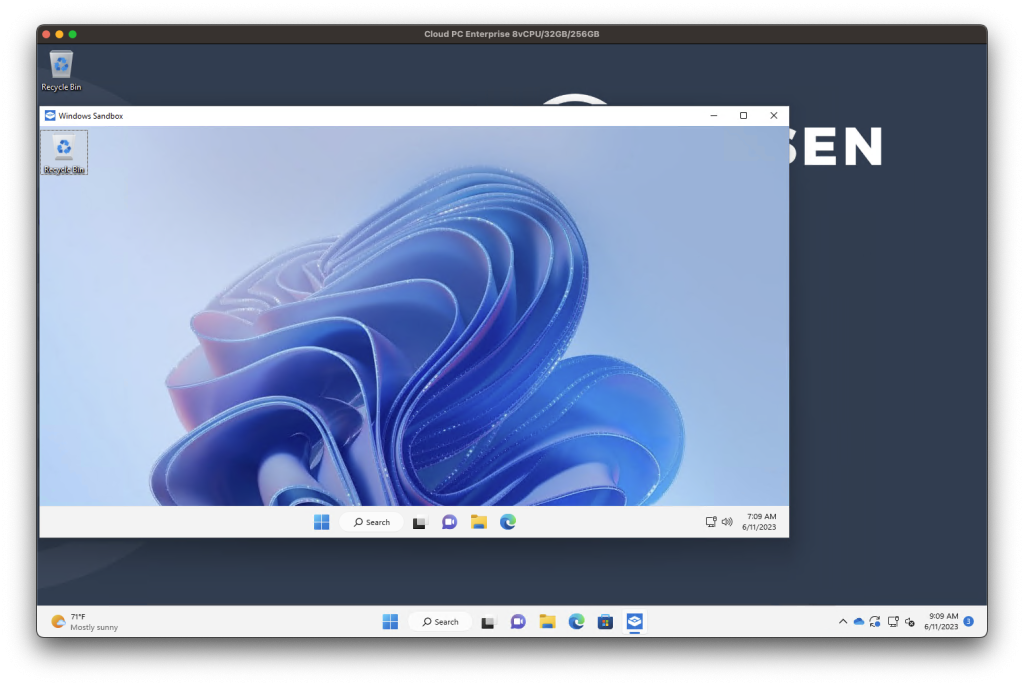 Cloud PC Enterprise 8vCPU/32GB/256GB
Recycle Bin
Windows Sandbox
Recycle Bin
SEN
Search
7:09 AM
6/11/2023
71°F
Mostly sunny
Search
9:09 AM
6/11/2023
3